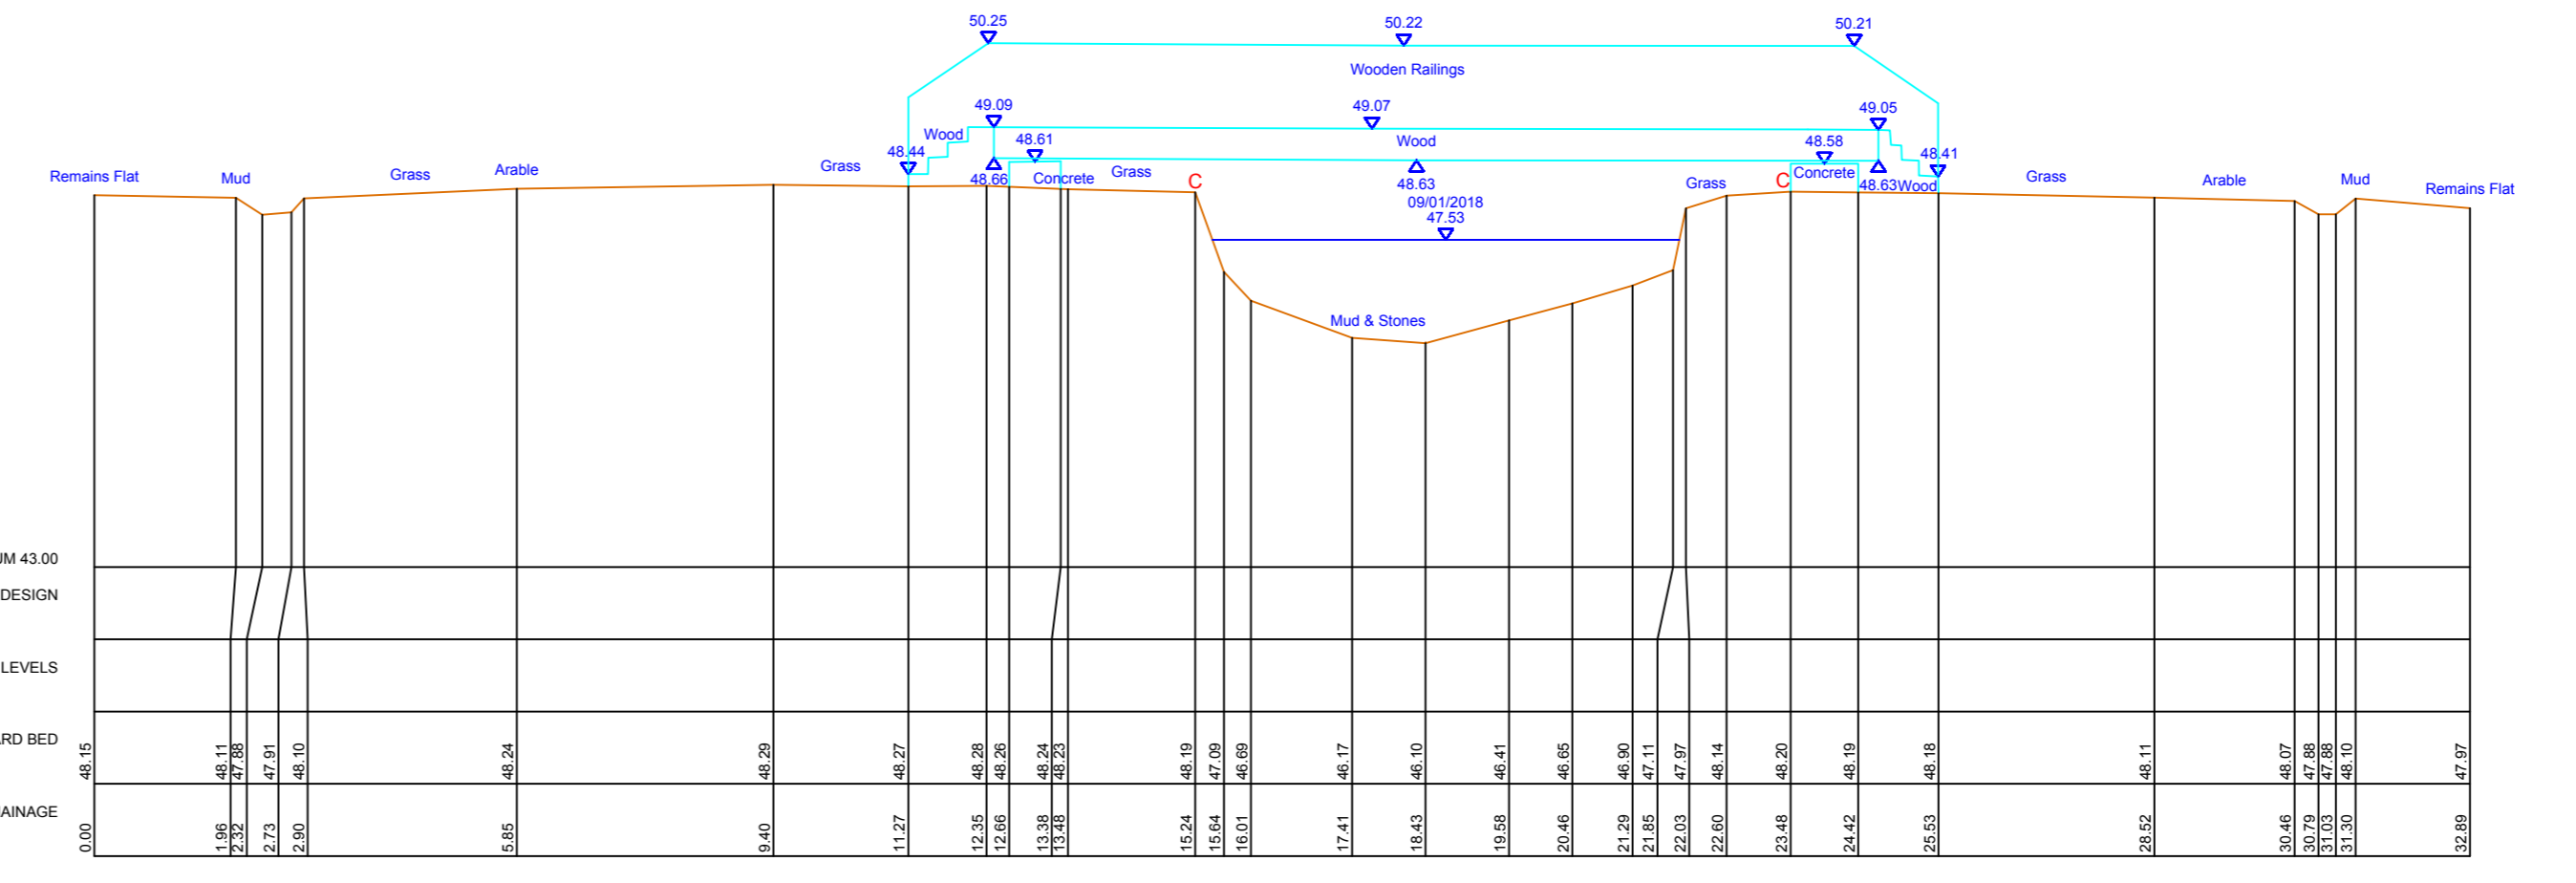 50.25
50.22
50.21
Wooden Railings
49.09
49.07
49.05
Wood
48.61
Wood
48.58
48.44
48.41
Remains Flat
Mud
Grass
Arable
Grass
48.66
Concrete
Grass
C
48.63
09/01/2018
47.53
Grass
C
Concrete
48.63
Wood
Grass
Arable
Mud
Remains Flat
Mud & Stones
UM 43.00
DESIGN
LEVELS
ARD BED
48.15 48.11 47.88 47.91 48.10 48.24 48.29 48.27 48.28 48.26 48.24 48.23 48.19 47.09 46.69 46.17 46.10 46.41 46.65 46.90 47.11 47.97 48.14 48.20 48.19 48.18 48.11 48.07 47.88 47.88 48.10 47.97
AINAGE
0.00 1.96 2.32 2.73 2.90 5.85 9.40 11.27 12.35 12.66 13.38 13.48 15.24 15.64 16.01 17.41 18.43 19.58 20.46 21.29 21.85 22.03 22.60 23.48 24.42 25.53 28.52 30.46 30.79 31.03 31.30 32.89